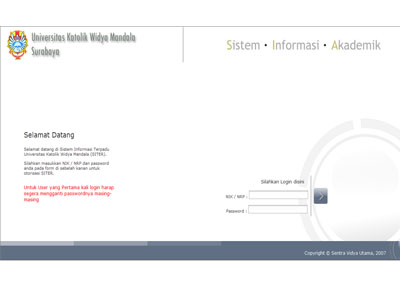 Universitas Katolik Widya Mandala
Surabaya
Sistem • Informasi • Akademik
Selamat Datang
Selamat datang di Sistem Informasi Terpadu
Universitas Katolik Widya Mandala (SITER).
Silahkan masukkan NIK / NRP dan password
anda pada form di sebelah kanan untuk
otorisasi SITER.
Untuk User yang Pertama kali login harap
segera mengganti passwordnya masing-
masing
Silahkan Login disini
NIK / NRP :
Password :
Copyright © Sentra Widya Utama, 2007